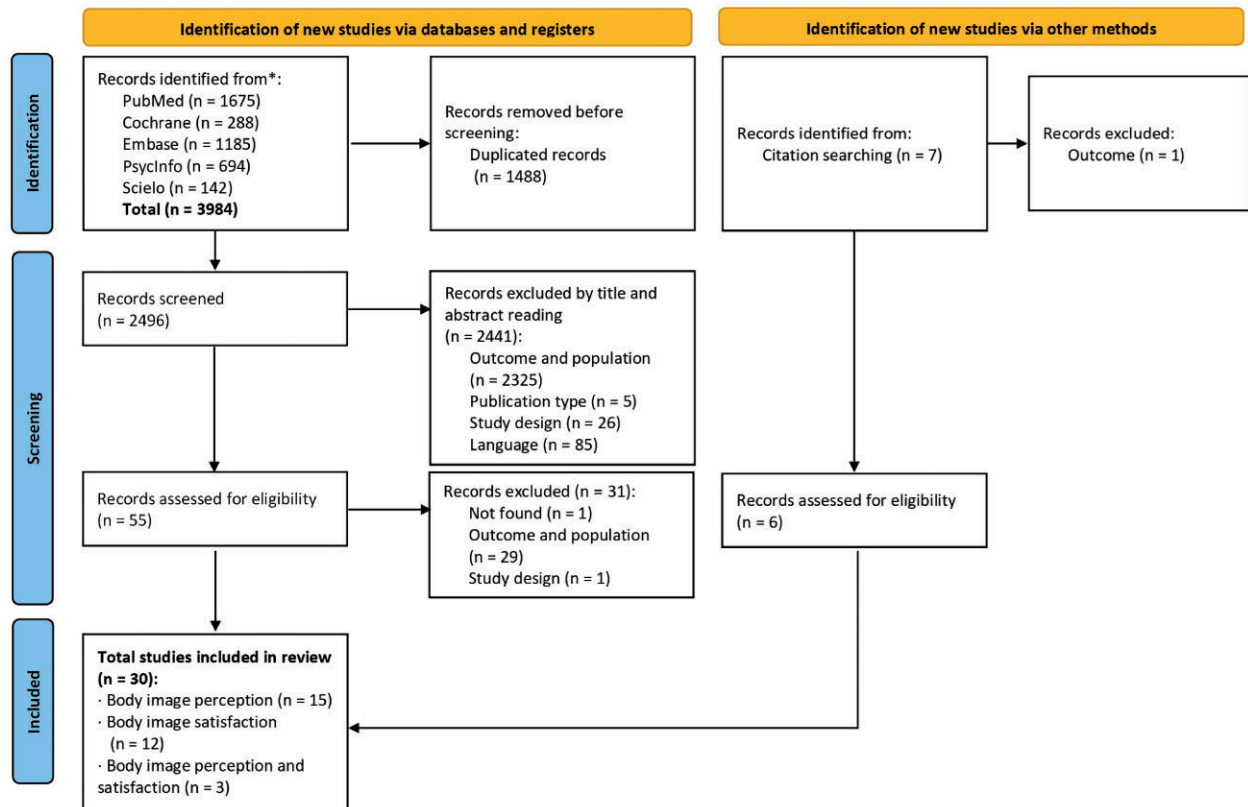 Identification of new studies via databases and registers
Identification of new studies via other methods
Identification
Records identified from*:
PubMed (n = 1675)
Cochrane (n = 288)
Embase (n = 1185)
PsycInfo (n = 694)
Scielo (n = 142)
Total (n = 3984)
Records removed before
screening:
Duplicated records
(n = 1488)
Records identified from:
Citation searching (n = 7)
Records excluded:
Outcome (n = 1)
Screening
Records screened
(n = 2496)
Records excluded by title and
abstract reading
(n = 2441):
Outcome and population
(n = 2325)
Publication type (n = 5)
Study design (n = 26)
Language (n = 85)
Records assessed for eligibility
(n = 55)
Records excluded (n = 31):
Not found (n = 1)
Outcome and population
(n = 29)
Study design (n = 1)
Records assessed for eligibility
(n = 6)
Included
Total studies included in review
(n = 30):
· Body image perception (n = 15)
· Body image satisfaction
(n = 12)
· Body image perception and
satisfaction (n = 3)